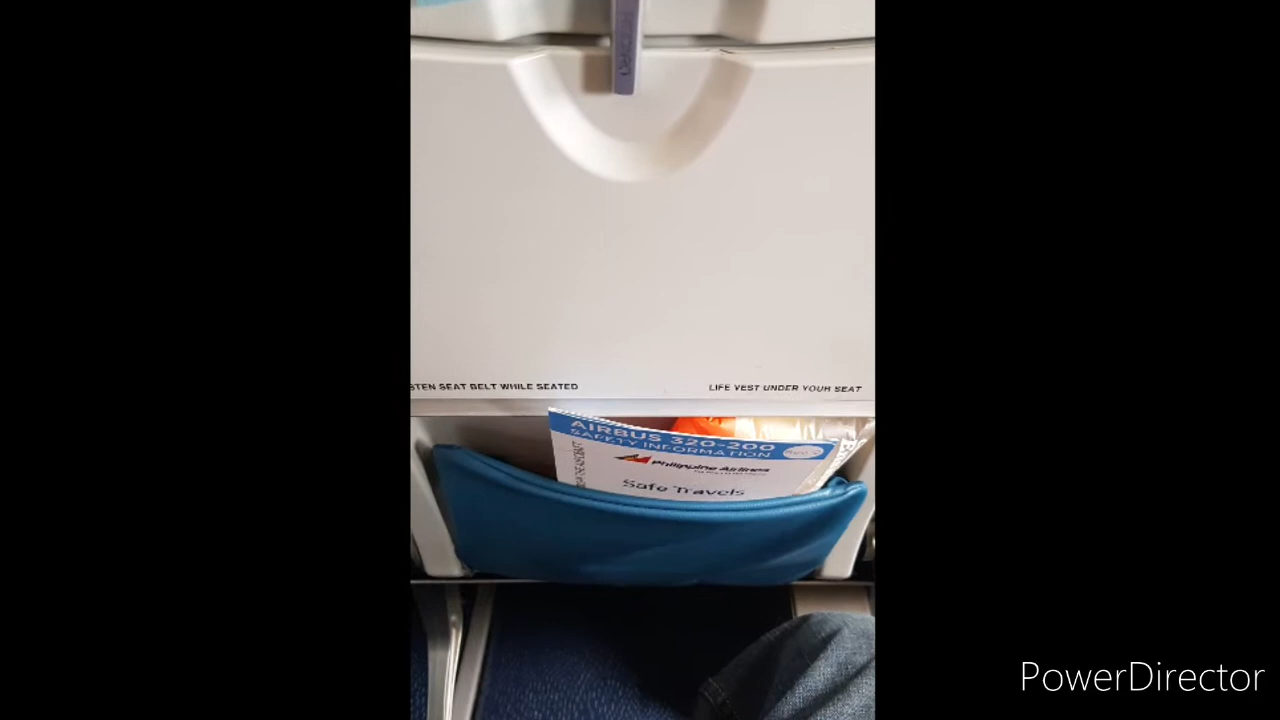 STEN SEAT BELT WHILE SEATED
LIFE VEST UNDER YOUR SEAT
AIRBUS 320-200
SAFETY INFORMATION
Philippine Airlines
Safe Travels
PowerDirector